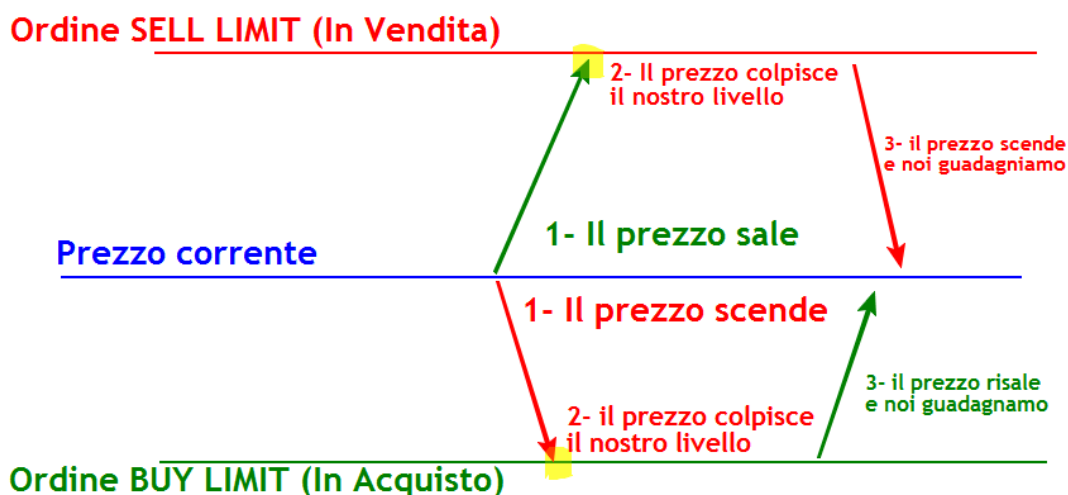 Ordine SELL LIMIT (In Vendita)
2- Il prezzo colpisce
il nostro livello
3- il prezzo scende
e noi guadagniamo
1- Il prezzo sale
Prezzo corrente
1- Il prezzo scende
3- il prezzo risale
e noi guadagnamo
2- il prezzo colpisce
il nostro livello
Ordine BUY LIMIT (In Acquisto)